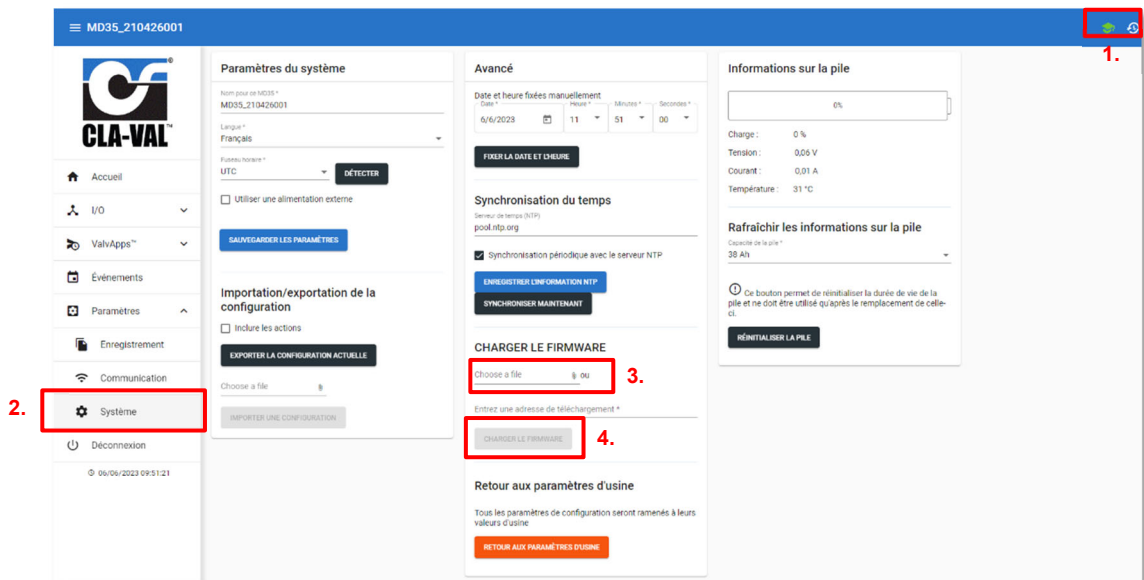 MD35_210426001
1.
CLA-VAL™
®
Accueil
I/O
ValvApps™
Événements
Paramètres
Enregistrement
Communication
2.
Système
Déconnexion
06/06/2023 09:51:21
Paramètres du système
Nom pour ce MD35 *
MD35_210426001
Langue *
Français
Fuseau horaire *
UTC
DÉTECTER
Utiliser une alimentation externe
SAUVEGARDER LES PARAMÈTRES
Importation/exportation de la
configuration
Inclure les actions
EXPORTER LA CONFIGURATION ACTUELLE
Choose a file
IMPORTER UNE CONFIGURATION
Avancé
Date et heure fixées manuellement
Date * Heure * Minutes * Secondes *
6/6/2023 11 51 00
FIXER LA DATE ET L'HEURE
Synchronisation du temps
Serveur de temps (NTP)
pool.ntp.org
Synchronisation périodique avec le serveur NTP
ENREGISTRER L'INFORMATION NTP
SYNCHRONISER MAINTENANT
CHARGER LE FIRMWARE
Choose a file ou
3.
Entrez une adresse de téléchargement *
CHARGER LE FIRMWARE
4.
Retour aux paramètres d'usine
Tous les paramètres de configuration seront ramenés à leurs
valeurs d'usine
RETOUR AUX PARAMÈTRES D'USINE
Informations sur la pile
0%
Charge : 0 %
Tension : 0,06 V
Courant : 0,01 A
Température : 31 °C
Rafraîchir les informations sur la pile
Capacité de la pile *
38 Ah
Ce bouton permet de réinitialiser la durée de vie de la
pile et ne doit être utilisé qu'après le remplacement de celle-
ci.
RÉINITIALISER LA PILE